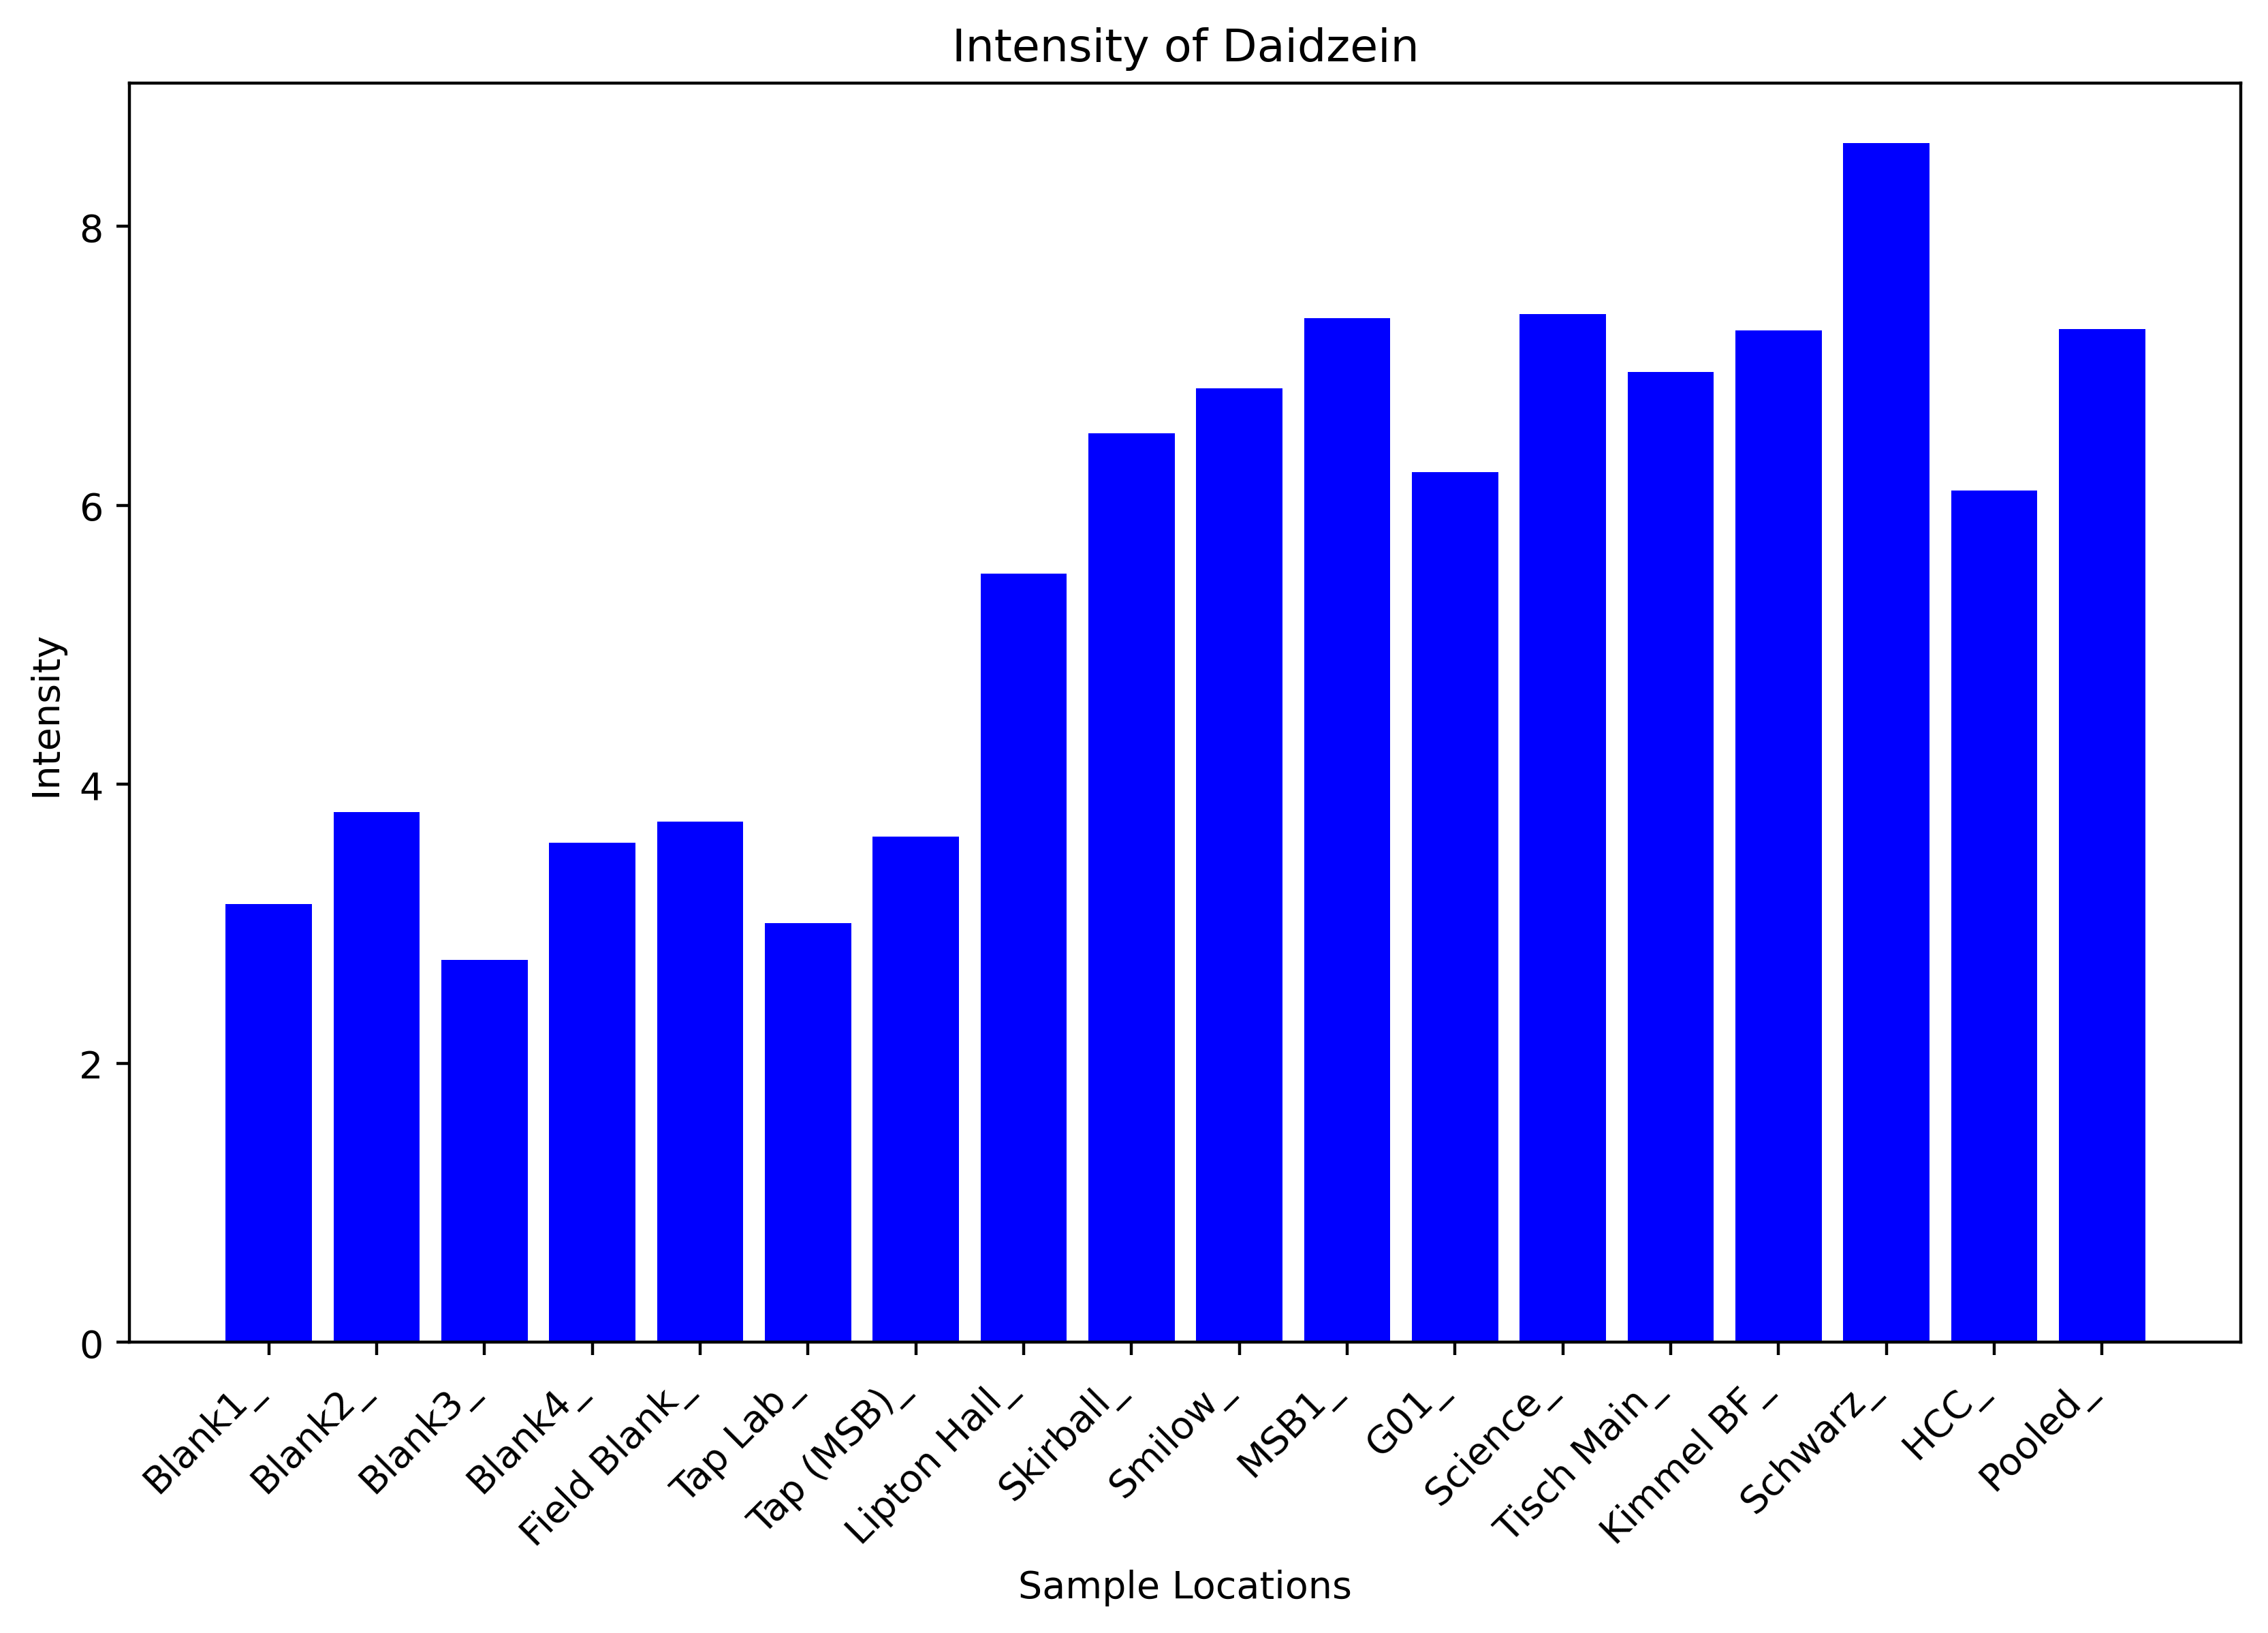 Intensity of Daidzein
Intensity
8
6
4
2
0
Blank1_
Blank2_
Blank3_
Blank4_
Field Blank_
Tap Lab_
Tap (MSB)_
Lipton Hall_
Skirball_
Smilow_
MSB1_
G01_
Science_
Tisch Main_
Kimmel BF_
Schwarz_
HCC_
Pooled_
Sample Locations